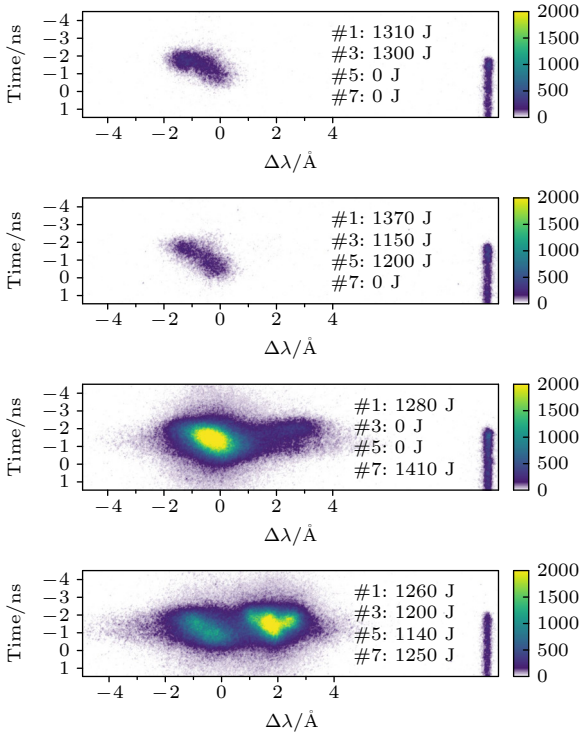 −4
−3
−2
−1
0
1
Time/ns
#1: 1310 J
#3: 1300 J
#5: 0 J
#7: 0 J
2000
1500
1000
500
0
−4 −2 0 2 4
Δλ/Å
−4
−3
−2
−1
0
1
Time/ns
#1: 1370 J
#3: 1150 J
#5: 1200 J
#7: 0 J
2000
1500
1000
500
0
−4 −2 0 2 4
Δλ/Å
−4
−3
−2
−1
0
1
Time/ns
#1: 1280 J
#3: 0 J
#5: 0 J
#7: 1410 J
2000
1500
1000
500
0
−4 −2 0 2 4
Δλ/Å
−4
−3
−2
−1
0
1
Time/ns
#1: 1260 J
#3: 1200 J
#5: 1140 J
#7: 1250 J
2000
1500
1000
500
0
−4 −2 0 2 4
Δλ/Å